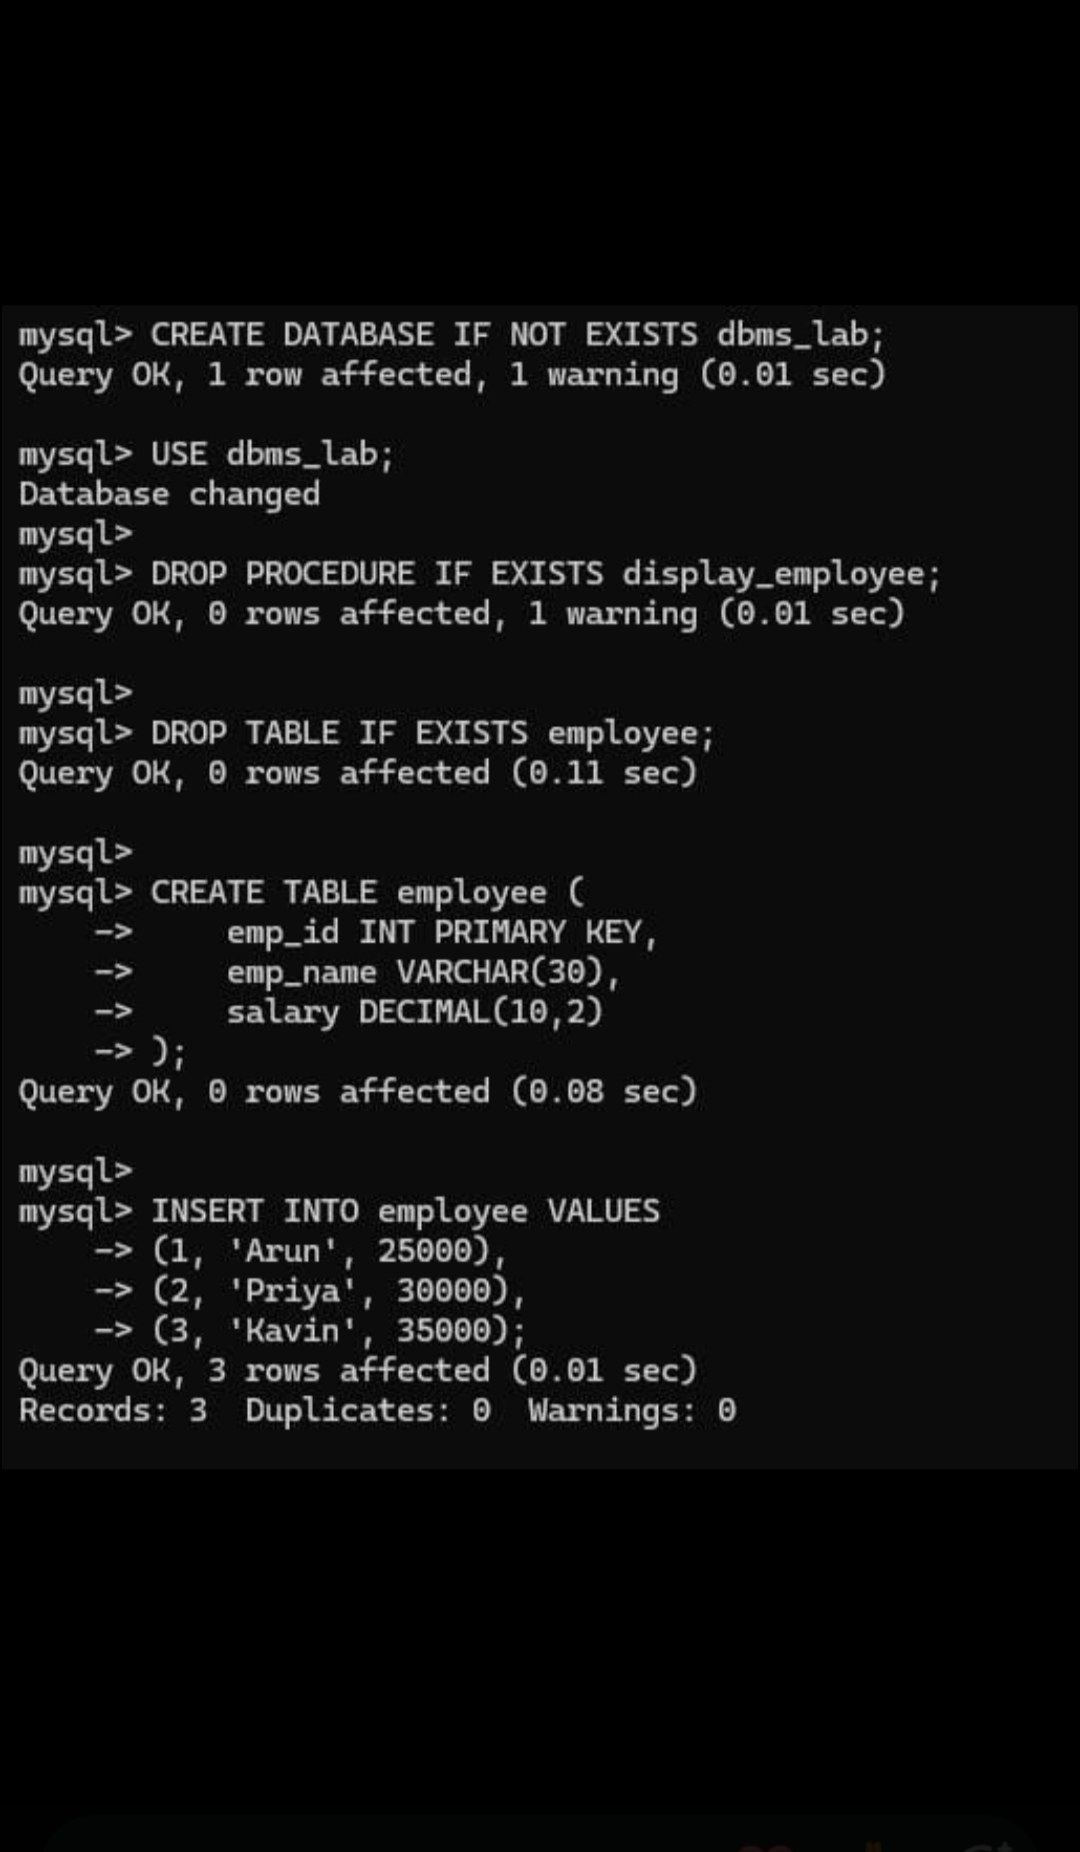 mysql> CREATE DATABASE IF NOT EXISTS dbms_lab;
Query OK, 1 row affected, 1 warning (0.01 sec)
mysql> USE dbms_lab;
Database changed
mysql>
mysql> DROP PROCEDURE IF EXISTS display_employee;
Query OK, 0 rows affected, 1 warning (0.01 sec)
mysql>
mysql> DROP TABLE IF EXISTS employee;
Query OK, 0 rows affected (0.11 sec)
mysql>
mysql> CREATE TABLE employee (
    ->     emp_id INT PRIMARY KEY,
    ->     emp_name VARCHAR(30),
    ->     salary DECIMAL(10,2)
    -> );
Query OK, 0 rows affected (0.08 sec)
mysql>
mysql> INSERT INTO employee VALUES
    -> (1, 'Arun', 25000),
    -> (2, 'Priya', 30000),
    -> (3, 'Kavin', 35000);
Query OK, 3 rows affected (0.01 sec)
Records: 3  Duplicates: 0  Warnings: 0